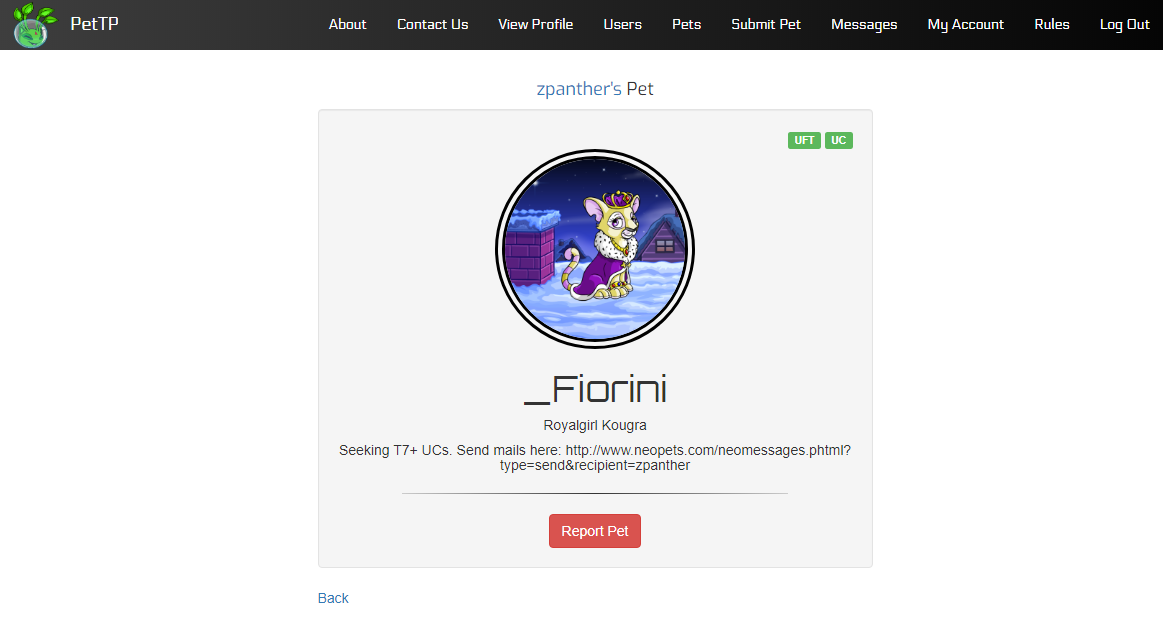 PetTP
About Contact Us View Profile Users Pets Submit Pet Messages My Account Rules Log Out
zpanther's Pet
UFT UC
_Fiorini
Royalgirl Kougra
Seeking T7+ UCs. Send mails here: http://www.neopets.com/neomessages.phtml?
type=send&recipient=zpanther
Report Pet
Back